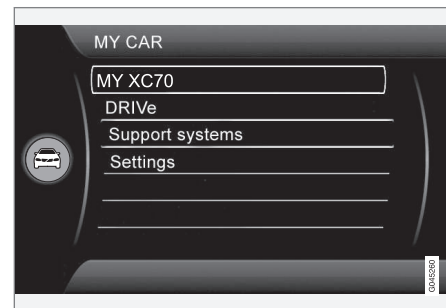 MY CAR
MY XC70
DRIVe
Support systems
Settings
G045260